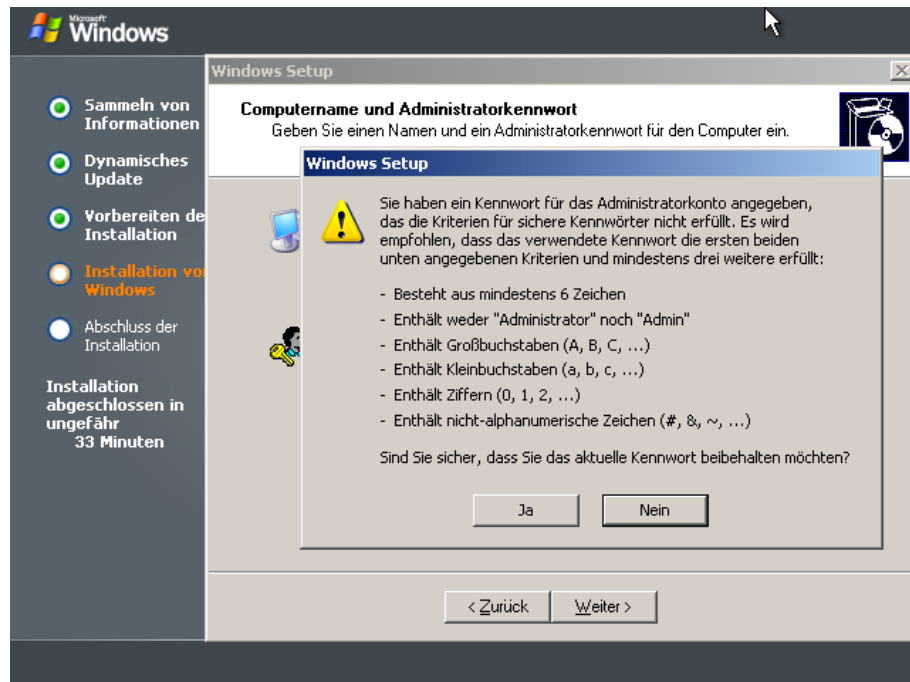 Microsoft
Windows
Windows Setup
Sammeln von
Informationen
Dynamisches
Update
Vorbereiten de
Installation
Installation vo
Windows
Abschluss der
Installation
Installation
abgeschlossen in
ungefähr
33 Minuten
Computername und Administratorkennwort
Geben Sie einen Namen und ein Administratorkennwort für den Computer ein.
Windows Setup
Sie haben ein Kennwort für das Administratorkonto angegeben,
das die Kriterien für sichere Kennwörter nicht erfüllt. Es wird
empfohlen, dass das verwendete Kennwort die ersten beiden
unten angegebenen Kriterien und mindestens drei weitere erfüllt:
- Besteht aus mindestens 6 Zeichen
- Enthält weder "Administrator" noch "Admin"
- Enthält Großbuchstaben (A, B, C, ...)
- Enthält Kleinbuchstaben (a, b, c, ...)
- Enthält Ziffern (0, 1, 2, ...)
- Enthält nicht-alphanumerische Zeichen (#, &, ~, ...)
Sind Sie sicher, dass Sie das aktuelle Kennwort beibehalten möchten?
Ja
Nein
< Zurück
Weiter >